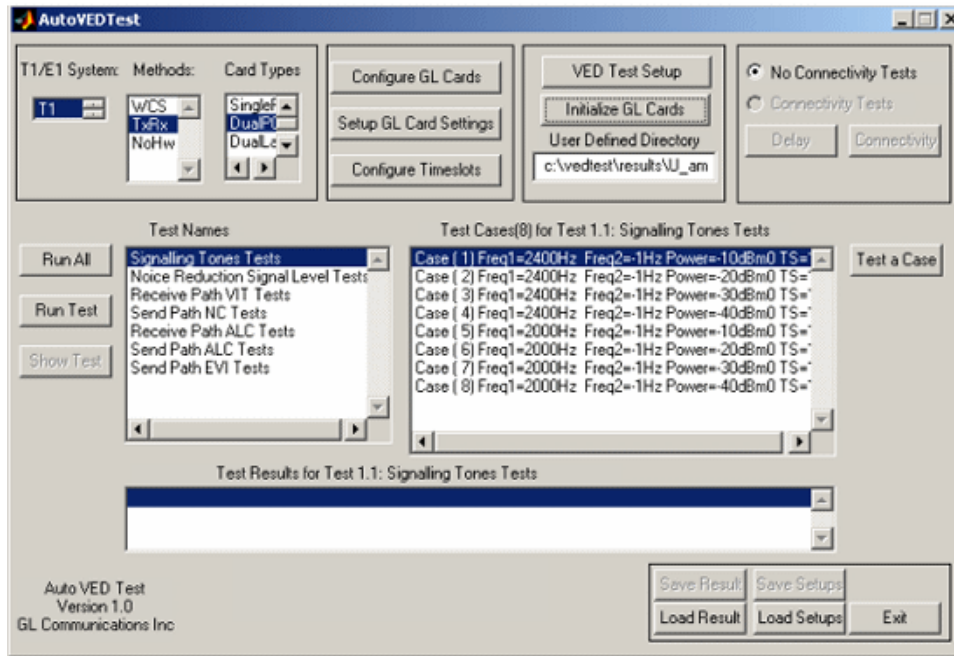 AutoVEDTest
T1/E1 System:
T1
Methods:
WCS
TxRx
NoHw
Card Types
SingleF
DualPC
DualLa
Configure GL Cards
Setup GL Card Settings
Configure Timeslots
VED Test Setup
Initialize GL Cards
User Defined Directory
c:\vedtest\results\U_am
No Connectivity Tests
Connectivity Tests
Delay
Connectivity
Run All
Run Test
Show Test
Test Names
Signalling Tones Tests
Noice Reduction Signal Level Tests
Receive Path VIT Tests
Send Path NC Tests
Receive Path ALC Tests
Send Path ALC Tests
Send Path EVI Tests
Test Cases(8) for Test 1.1: Signalling Tones Tests
Case ( 1) Freq1=2400Hz Freq2=-1Hz Power=-10dBm0 TS=
Case ( 2) Freq1=2400Hz Freq2=-1Hz Power=-20dBm0 TS=
Case ( 3) Freq1=2400Hz Freq2=-1Hz Power=-30dBm0 TS=
Case ( 4) Freq1=2400Hz Freq2=-1Hz Power=-40dBm0 TS=
Case ( 5) Freq1=2000Hz Freq2=-1Hz Power=-10dBm0 TS=
Case ( 6) Freq1=2000Hz Freq2=-1Hz Power=-20dBm0 TS=
Case ( 7) Freq1=2000Hz Freq2=-1Hz Power=-30dBm0 TS=
Case ( 8) Freq1=2000Hz Freq2=-1Hz Power=-40dBm0 TS=
Test a Case
Test Results for Test 1.1: Signalling Tones Tests
Auto VED Test
Version 1.0
GL Communications Inc
Save Result
Save Setups
Load Result
Load Setups
Exit